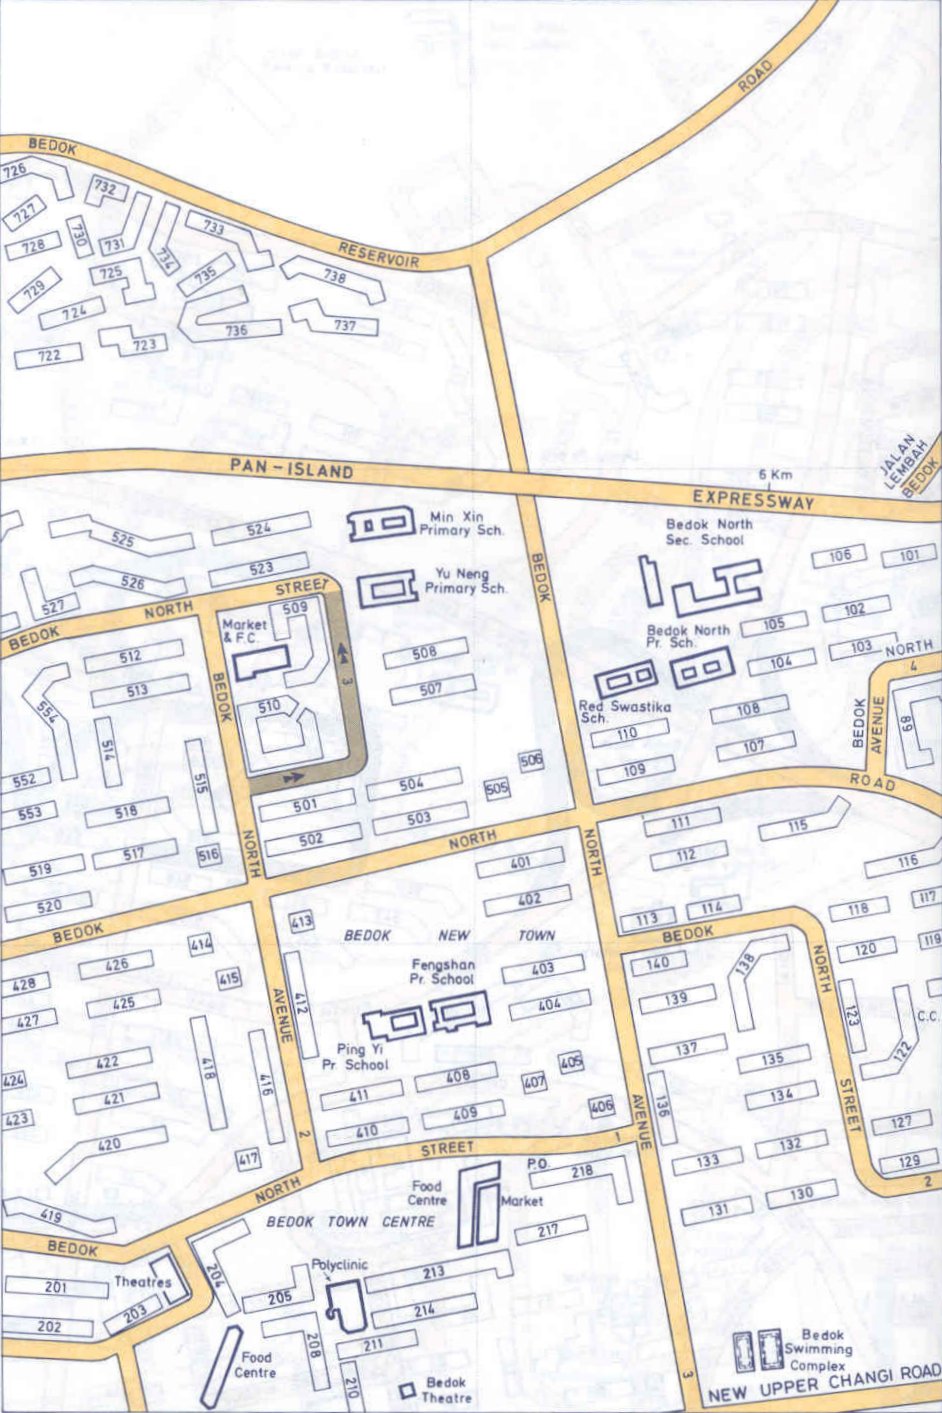 ROAD
BEDOK
RESERVOIR
726
732
727
728
730
731
734
733
725
735
729
724
736
738
737
722
723
PAN-ISLAND
EXPRESSWAY
6 Km
JALAN
LEMBAH
BEDOK
Min Xin
Primary Sch.
Yu Neng
Primary Sch.
Bedok North
Sec. School
Bedok North
Pr. Sch.
Red Swastika
Sch.
524
525
523
526
527
106
101
105
102
103
104
108
107
110
109
BEDOK
NORTH
STREET
3
509
Market
& F.C.
510
512
513
554
514
515
552
553
518
517
516
519
520
508
507
506
505
504
503
501
502
BEDOK
NORTH
BEDOK
NORTH
BEDOK
AVENUE
NORTH
4
89
ROAD
NORTH
BEDOK
111
115
112
116
113
114
118
117
120
119
BEDOK
NORTH
STREET
2
401
402
403
404
413
BEDOK NEW TOWN
Fengshan
Pr. School
Ping Yi
Pr. School
414
415
426
425
428
427
412
AVENUE
2
422
421
424
423
418
416
420
417
419
411
408
410
409
405
407
406
140
138
139
137
135
136
134
133
132
131
130
123
122
C.C.
127
129
AVENUE
3
BEDOK
NORTH
STREET
1
P.O.
218
Food
Centre
Market
217
BEDOK TOWN CENTRE
Polyclinic
213
214
211
210
208
205
204
Theatres
203
201
202
Food
Centre
Bedok
Theatre
Bedok
Swimming
Complex
NEW UPPER CHANGI ROAD